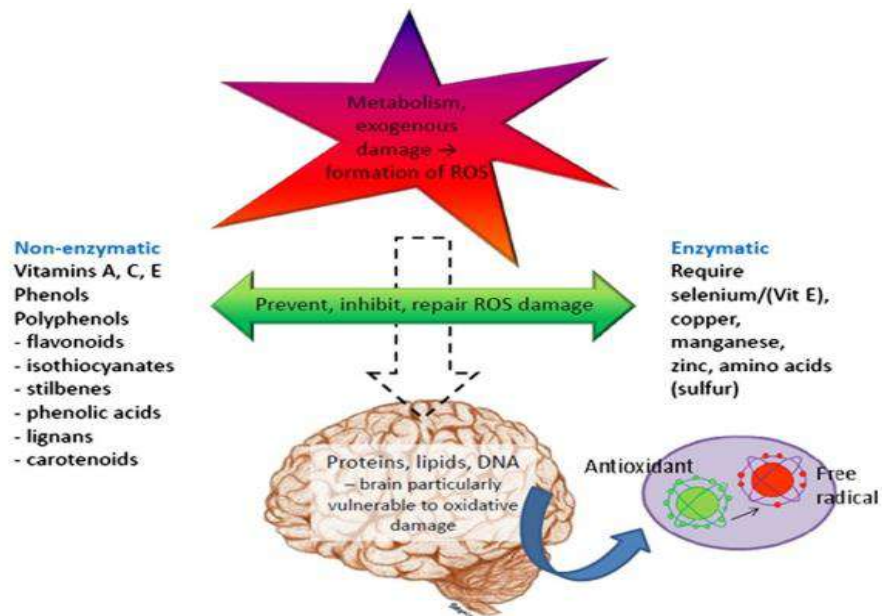 Metabolism,
exogenous
damage →
formation of ROS
Non-enzymatic
Vitamins A, C, E
Phenols
Polyphenols
- flavonoids
- isothiocyanates
- stilbenes
- phenolic acids
- lignans
- carotenoids
Prevent, inhibit, repair ROS damage
Enzymatic
Require
selenium/(Vit E),
copper,
manganese,
zinc, amino acids
(sulfur)
Proteins, lipids, DNA
– brain particularly
vulnerable to oxidative
damage
Antioxidant
Free
radical